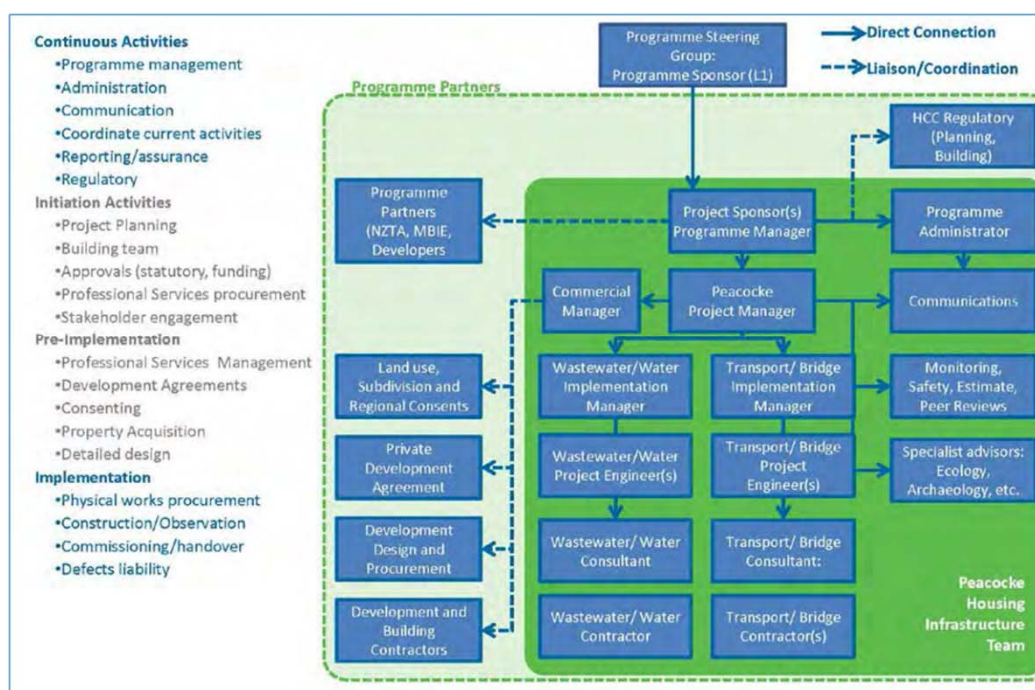 Continuous Activities
•Programme management
•Administration
•Communication
•Coordinate current activities
•Reporting/assurance
•Regulatory
Initiation Activities
•Project Planning
•Building team
•Approvals (statutory, funding)
•Professional Services procurement
•Stakeholder engagement
Pre-Implementation
•Professional Services Management
•Development Agreements
•Consenting
•Property Acquisition
•Detailed design
Implementation
•Physical works procurement
•Construction/Observation
•Commissioning/handover
•Defects liability
Programme Steering
Group:
Programme Sponsor (L1)
Direct Connection
Liaison/Coordination
Programme Partners
HCC Regulatory
(Planning,
Building)
Programme
Partners
(NZTA, MBIE,
Developers
Project Sponsor(s)
Programme Manager
Programme
Administrator
Commercial
Manager
Peacocke
Project Manager
Communications
Land use,
Subdivision and
Regional Consents
Wastewater/Water
Implementation
Manager
Transport/ Bridge
Implementation
Manager
Monitoring,
Safety, Estimate,
Peer Reviews
Private
Development
Agreement
Wastewater/Water
Project Engineer(s)
Transport/ Bridge
Project
Engineer(s)
Specialist advisors:
Ecology,
Archaeology, etc.
Development
Design and
Procurement
Wastewater/ Water
Consultant
Transport/ Bridge
Consultant:
Development and
Building
Contractors
Wastewater/ Water
Contractor
Transport/ Bridge
Contractor(s)
Peacocke
Housing
Infrastructure
Team